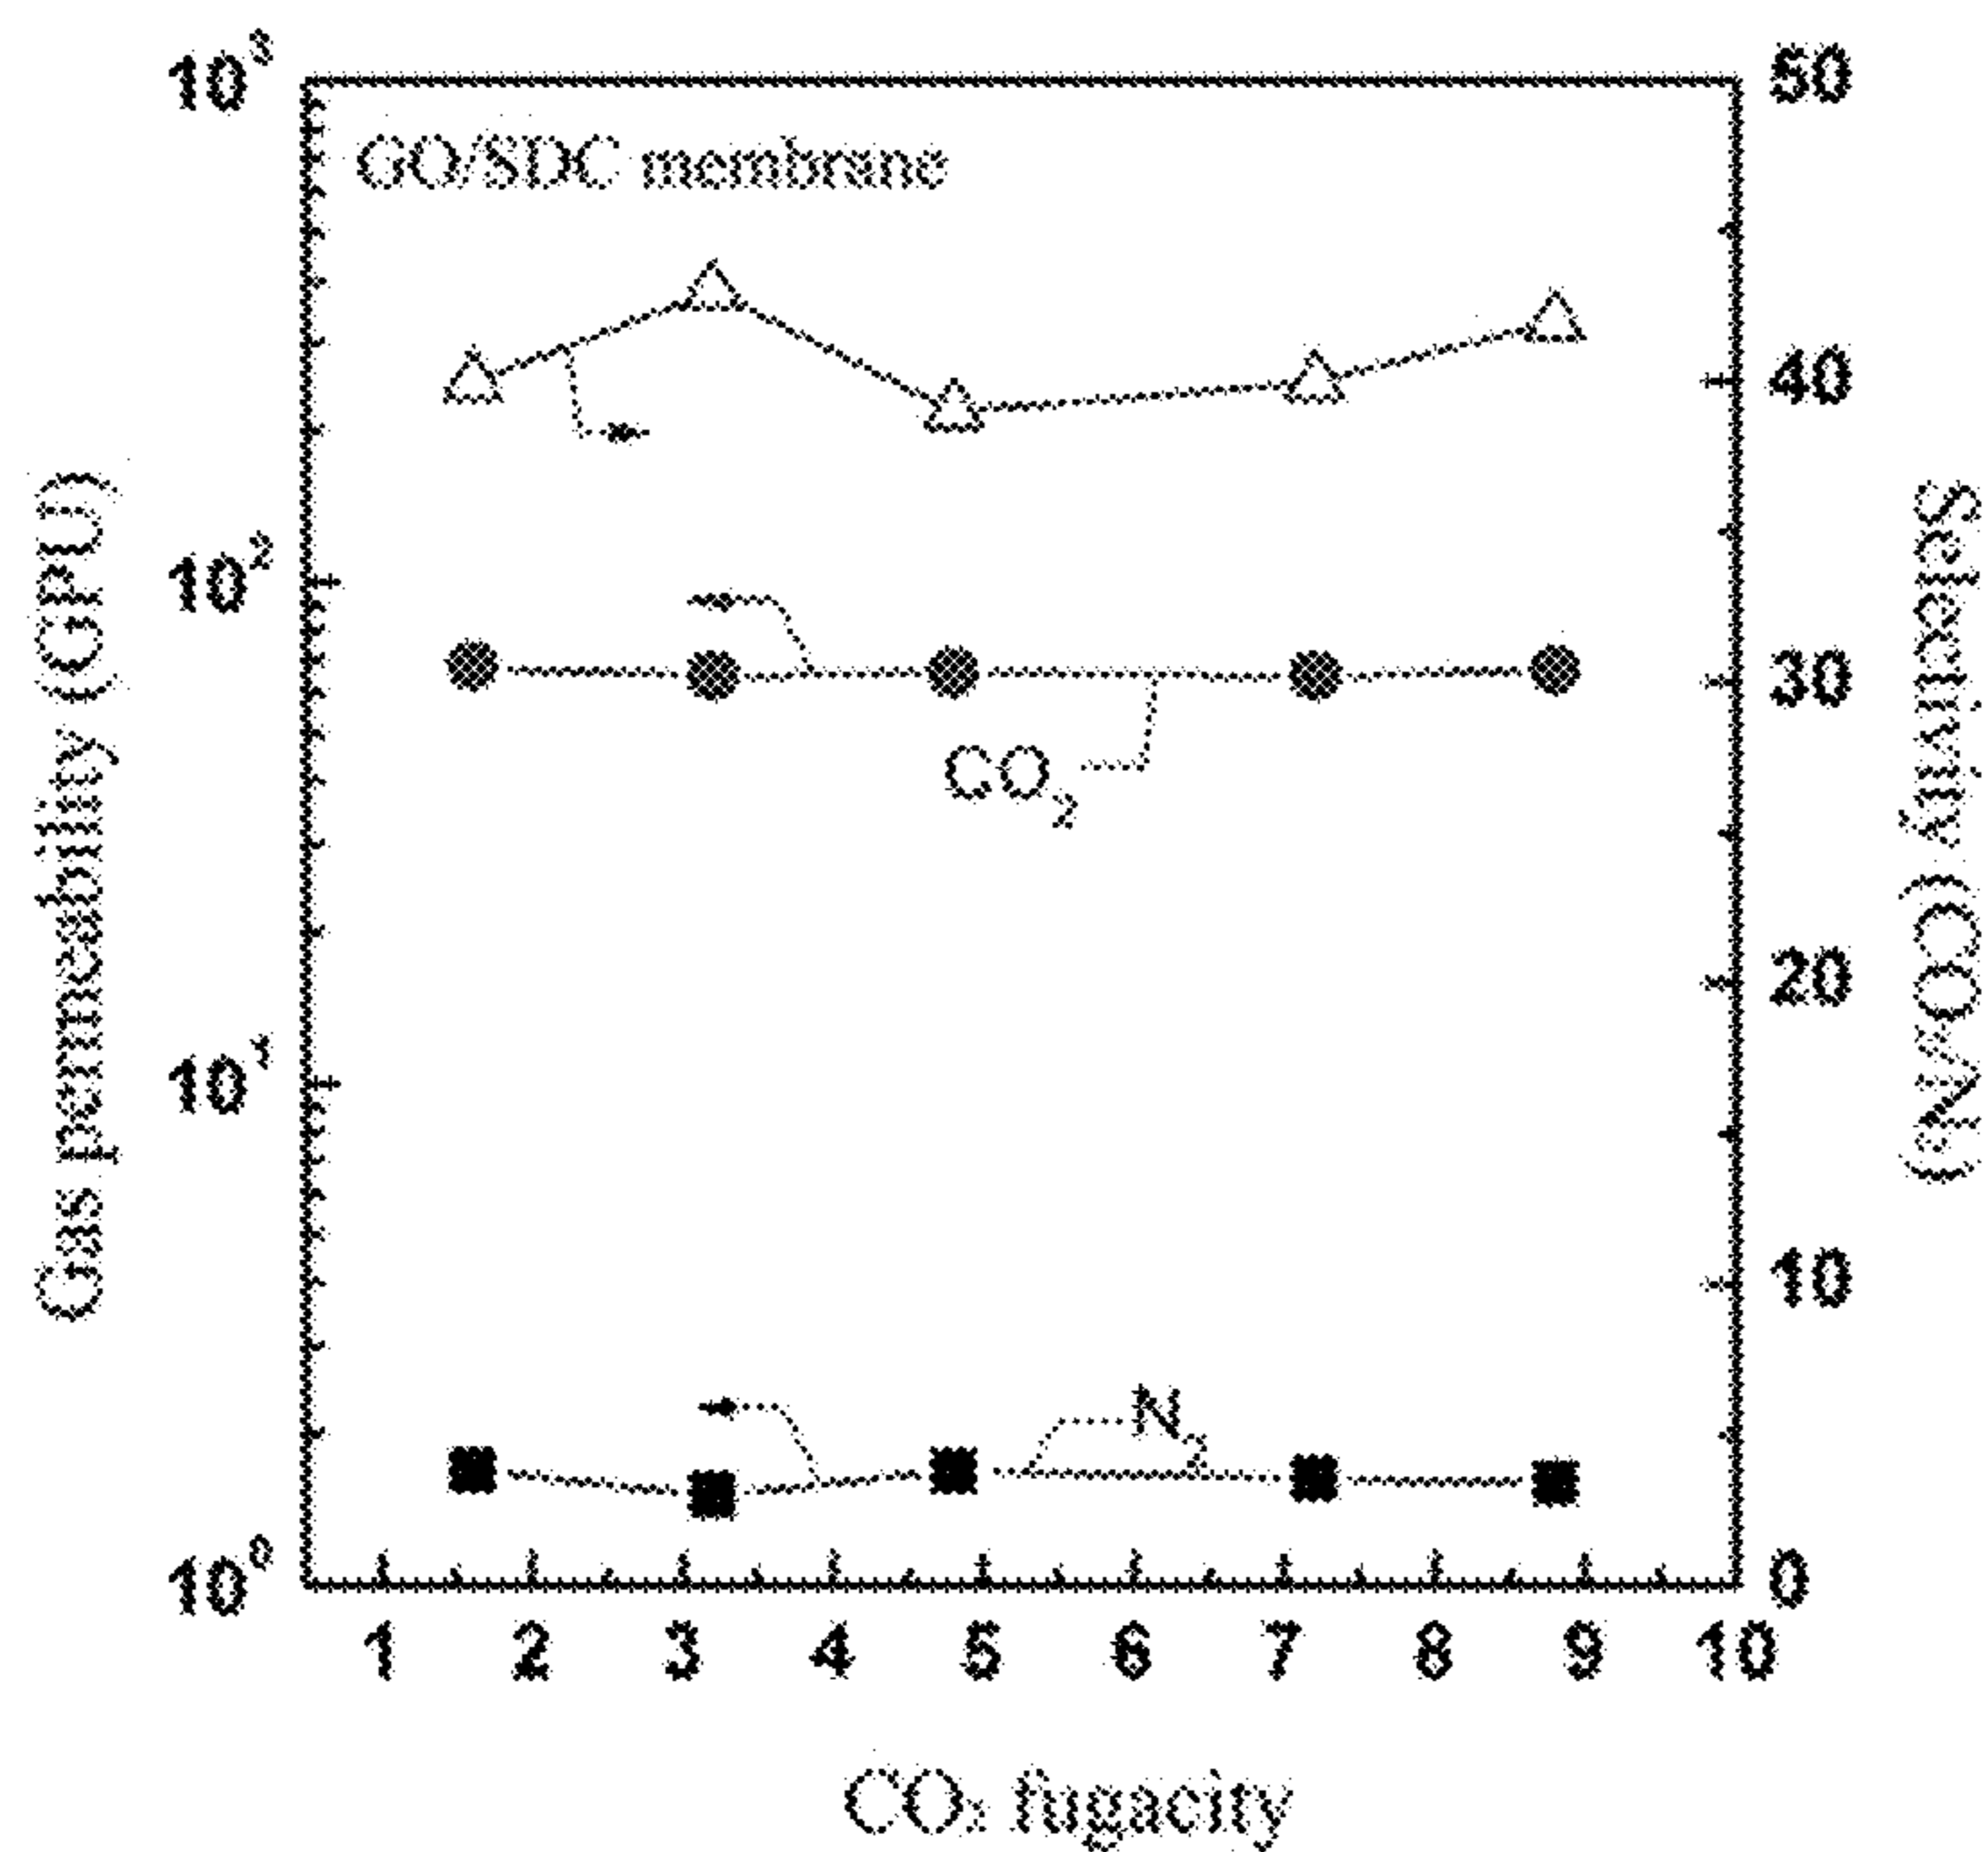 10³
50
GO/SDC membrane
40
10²
30
CO₂
20
10¹
10
N₂
10⁰
0
1 2 3 4 5 6 7 8 9 10
CO₂ fugacity
Gas permeability (GPU)
Selectivity (CO₂/N₂)